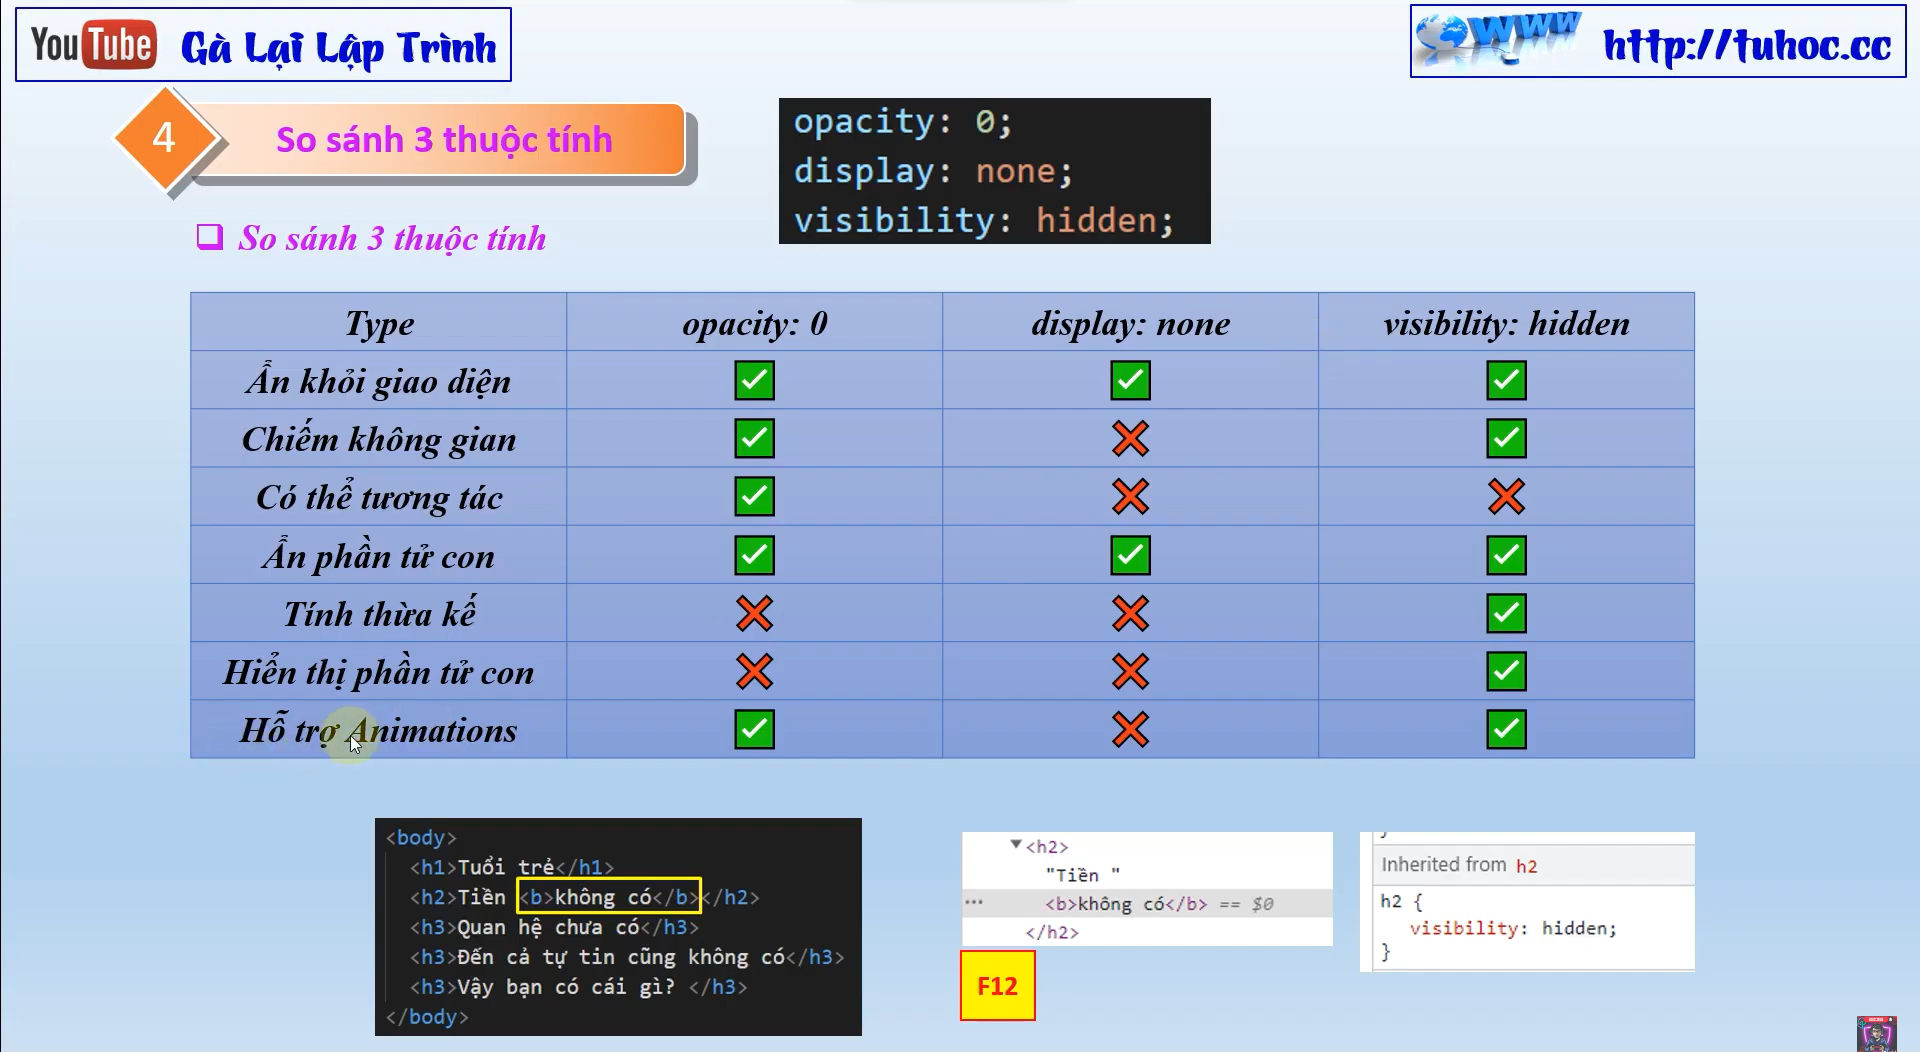 YouTube Gà Lại Lập Trình
WWW http://tuhoc.cc
4 So sánh 3 thuộc tính
opacity: 0;
display: none;
visibility: hidden;
So sánh 3 thuộc tính
Type opacity: 0 display: none visibility: hidden
Ẩn khỏi giao diện ✓ ✓ ✓
Chiếm không gian ✓ ✗ ✓
Có thể tương tác ✓ ✗ ✗
Ẩn phần tử con ✓ ✓ ✓
Tính thừa kế ✗ ✗ ✓
Hiển thị phần tử con ✗ ✗ ✓
Hỗ trợ Animations ✓ ✗ ✓
<body>
<h1>Tuổi trẻ</h1>
<h2>Tiền <b>không có</b></h2>
<h3>Quan hệ chưa có</h3>
<h3>Đến cả tự tin cũng không có</h3>
<h3>Vậy bạn có cái gì? </h3>
</body>
▼<h2>
"Tiền "
··· <b>không có</b> == $0
</h2>
F12
}
Inherited from h2
h2 {
visibility: hidden;
}